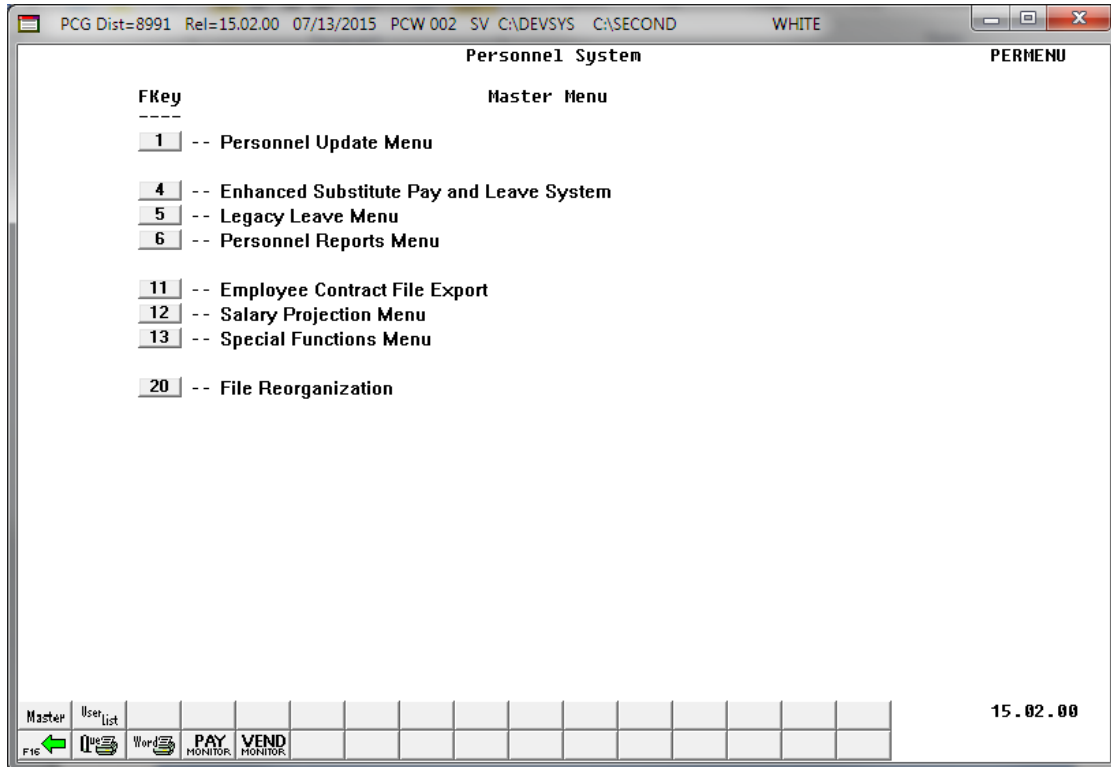 PCG Dist=8991 Rel=15.02.00 07/13/2015 PCW 002 SV C:\DEVSYS C:\SECOND WHITE
Personnel System PERMENU
FKey Master Menu
----
1 -- Personnel Update Menu
4 -- Enhanced Substitute Pay and Leave System
5 -- Legacy Leave Menu
6 -- Personnel Reports Menu
11 -- Employee Contract File Export
12 -- Salary Projection Menu
13 -- Special Functions Menu
20 -- File Reorganization
Master User List 15.02.00
F16 Que Word PAY MONITOR VEND MONITOR